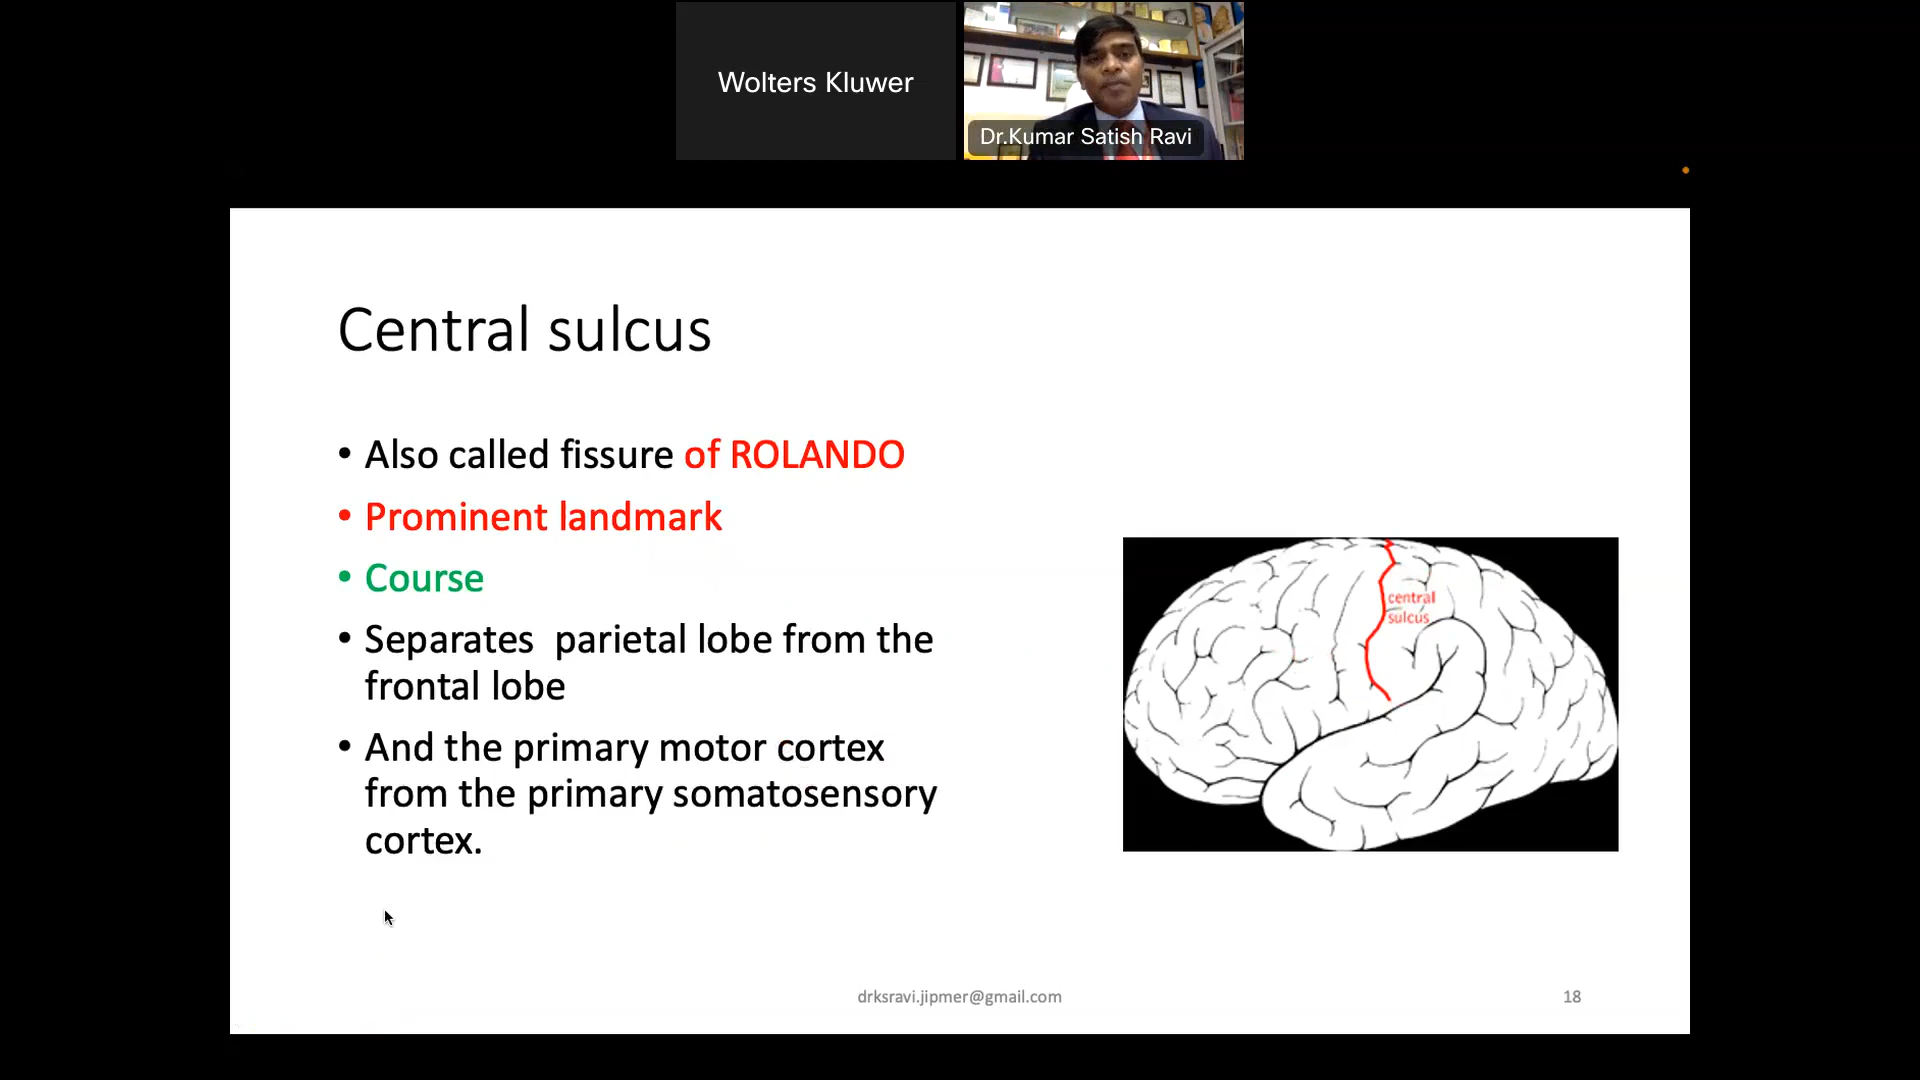 Wolters Kluwer
Dr.Kumar Satish Ravi
Central sulcus
• Also called fissure of ROLANDO
• Prominent landmark
• Course
• Separates parietal lobe from the
frontal lobe
• And the primary motor cortex
from the primary somatosensory
cortex.
central
sulcus
drksravi.jipmer@gmail.com
18